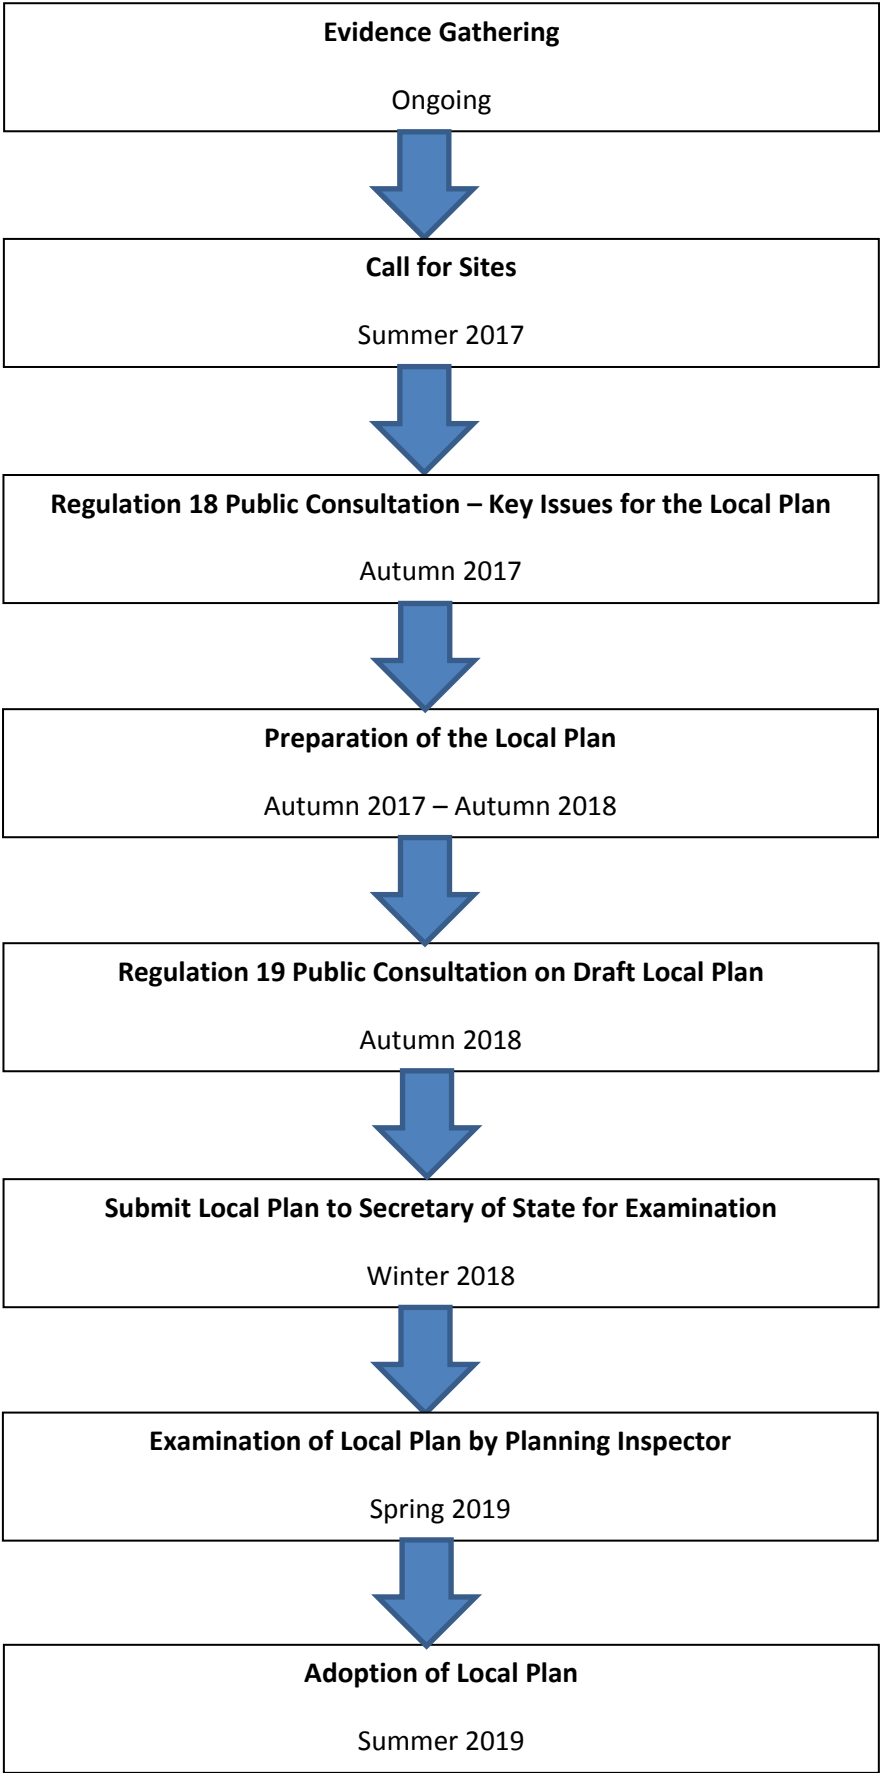 Evidence Gathering
Ongoing
Call for Sites
Summer 2017
Regulation 18 Public Consultation – Key Issues for the Local Plan
Autumn 2017
Preparation of the Local Plan
Autumn 2017 – Autumn 2018
Regulation 19 Public Consultation on Draft Local Plan
Autumn 2018
Submit Local Plan to Secretary of State for Examination
Winter 2018
Examination of Local Plan by Planning Inspector
Spring 2019
Adoption of Local Plan
Summer 2019